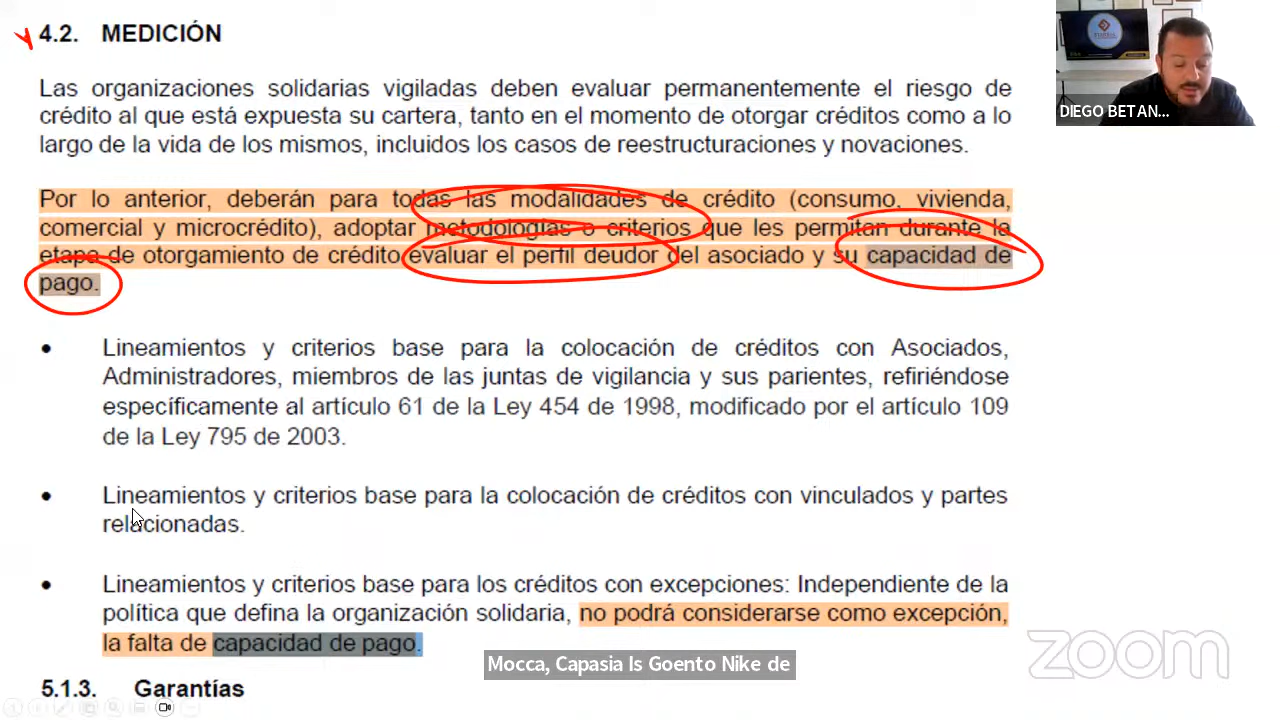 4.2. MEDICIÓN
Las organizaciones solidarias vigiladas deben evaluar permanentemente el riesgo de
crédito al que está expuesta su cartera, tanto en el momento de otorgar créditos como a lo
largo de la vida de los mismos, incluidos los casos de reestructuraciones y novaciones.
Por lo anterior, deberán para todas las modalidades de crédito (consumo, vivienda,
comercial y microcrédito), adoptar metodologías o criterios que les permitan durante la
etapa de otorgamiento de crédito evaluar el perfil deudor del asociado y su capacidad de
pago.
• Lineamientos y criterios base para la colocación de créditos con Asociados,
Administradores, miembros de las juntas de vigilancia y sus parientes, refiriéndose
específicamente al artículo 61 de la Ley 454 de 1998, modificado por el artículo 109
de la Ley 795 de 2003.
• Lineamientos y criterios base para la colocación de créditos con vinculados y partes
relacionadas.
• Lineamientos y criterios base para los créditos con excepciones: Independiente de la
política que defina la organización solidaria, no podrá considerarse como excepción,
la falta de capacidad de pago.
5.1.3. Garantías
DIEGO BETAN...
Mocca, Capasia Is Goento Nike de
zoom